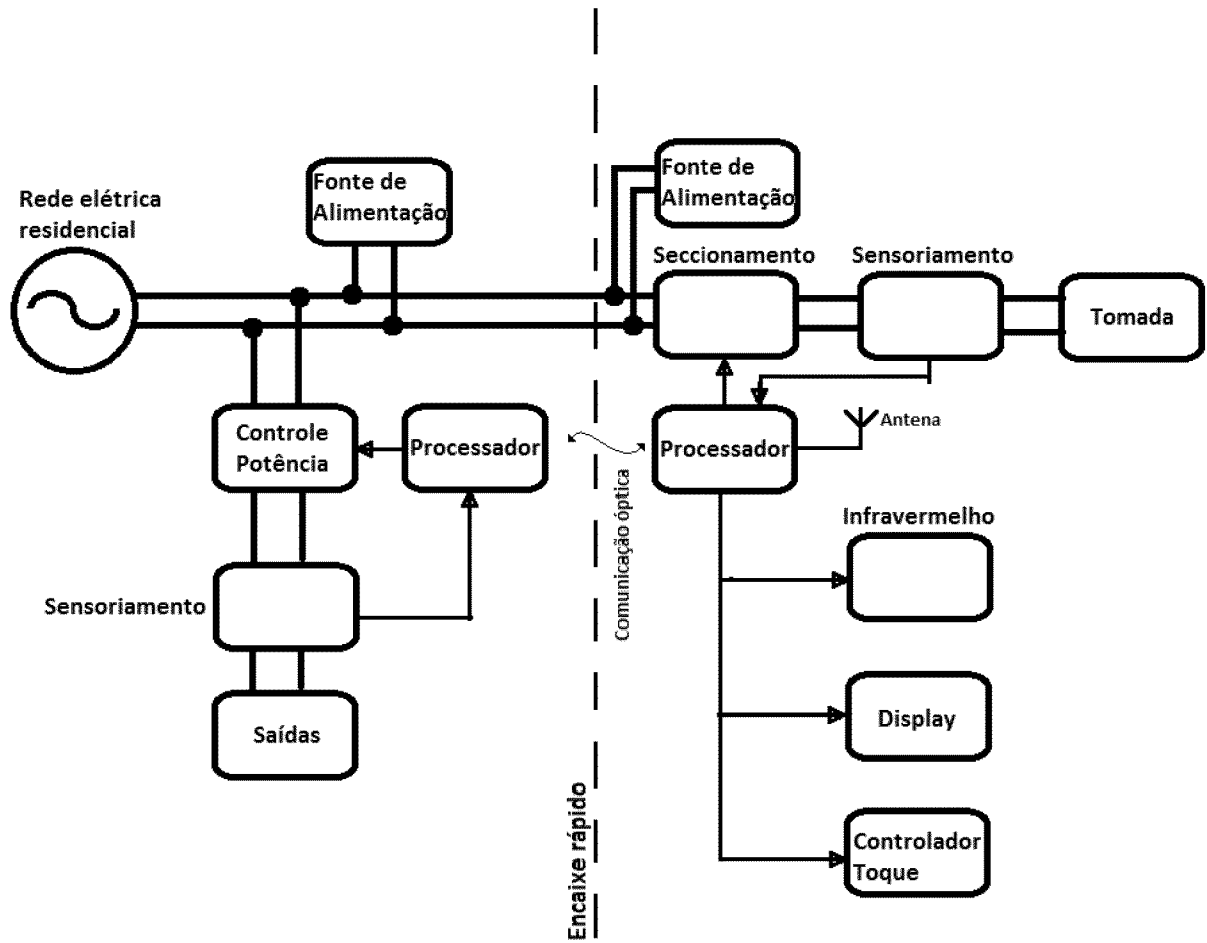 Rede elétrica
residencial
Fonte de
Alimentação
Fonte de
Alimentação
Seccionamento
Sensoriamento
Tomada
Controle
Potência
Processador
Processador
Antena
Comunicação óptica
Infravermelho
Sensoriamento
Saídas
Display
Encaixe rápido
Controlador
Toque